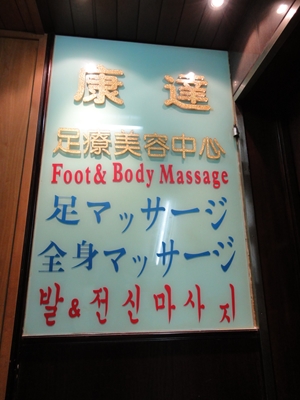 康達
足療美容中心
Foot & Body Massage
足マッサージ
全身マッサージ
발 & 전신마사지